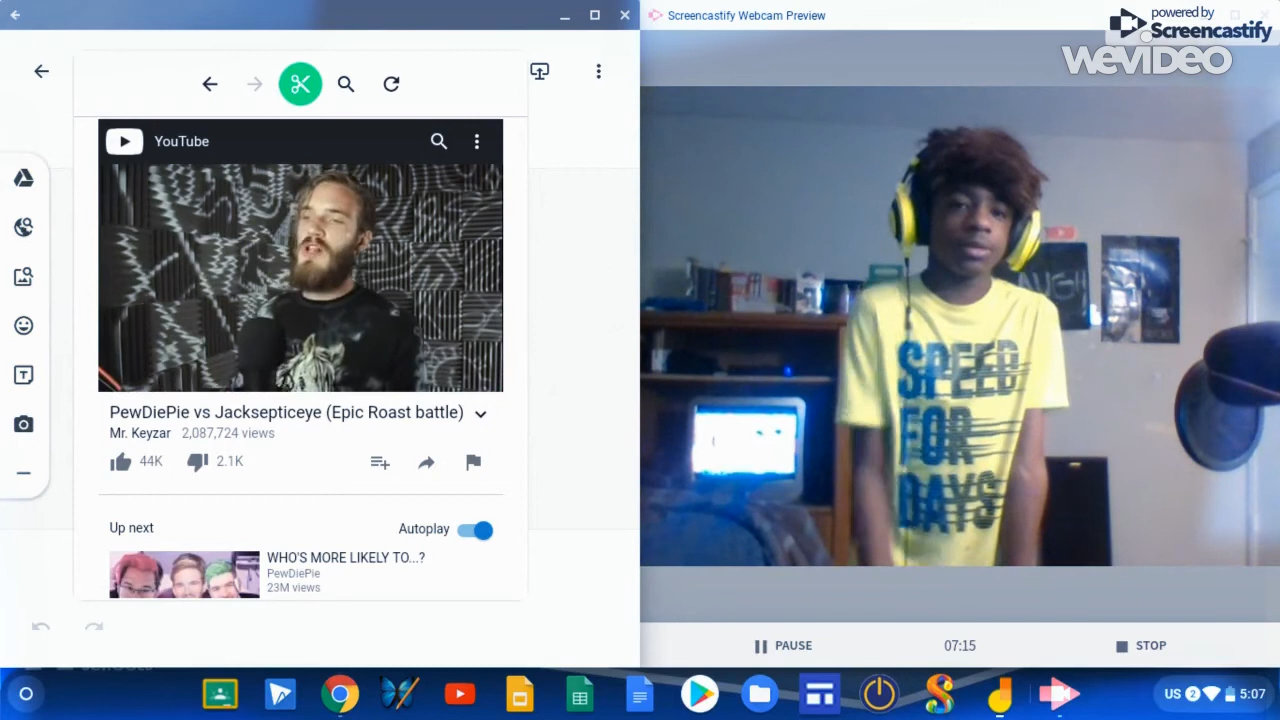 Screencastify Webcam Preview
powered by
Screencastify
WEVIDEO
YouTube
PewDiePie vs Jacksepticeye (Epic Roast battle)
Mr. Keyzar 2,087,724 views
44K 2.1K
Up next Autoplay
WHO'S MORE LIKELY TO...?
PewDiePie
23M views
SPEED
FOR
DAYS
PAUSE 07:15 STOP
US 2 5:07